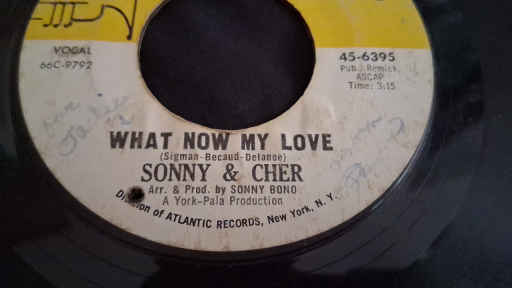 VOCAL
66C-9792
45-6395
Pub., Remick,
ASCAP
Time: 3:15
WHAT NOW MY LOVE
(Sigman-Becaud-Delanoe)
SONNY & CHER
Arr. & Prod. by SONNY BONO
A York-Pala Production
Division of ATLANTIC RECORDS, New York, N. Y.